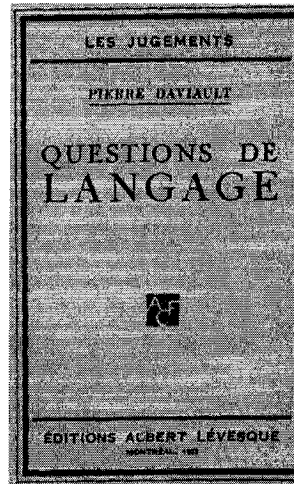 LES JUGEMENTS
PIERRE DAVIAULT
QUESTIONS DE
LANGAGE
ÉDITIONS ALBERT LÉVESQUE
MONTRÉAL,